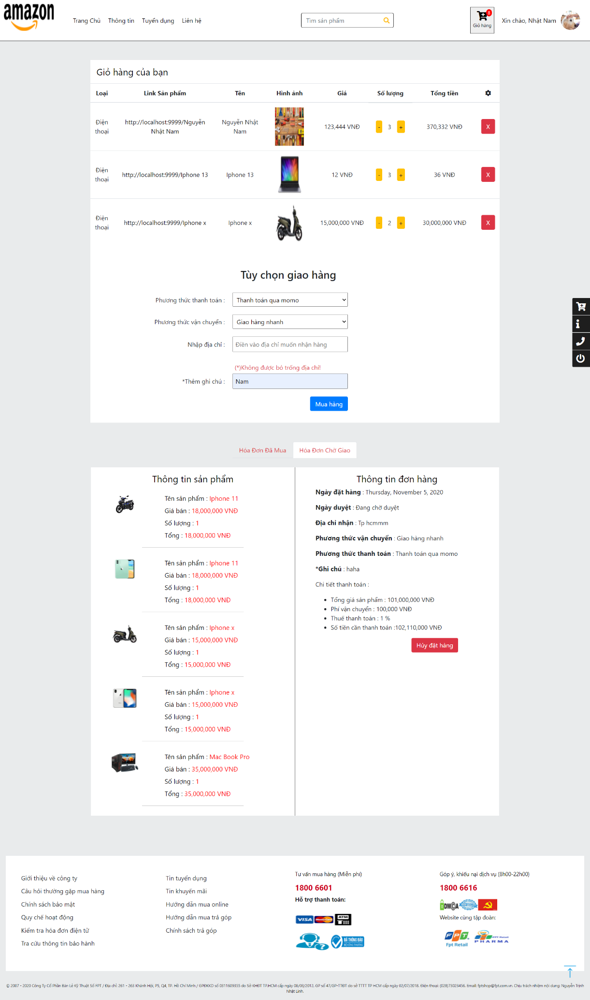 amazon
Trang Chủ
Thông tin
Tuyển dụng
Liên hệ
Tìm sản phẩm
8
Giỏ hàng
Xin chào, Nhật Nam
Giỏ hàng của bạn
Loại
Link Sản phẩm
Tên
Hình ảnh
Giá
Số lượng
Tổng tiền
Điện
thoại
http://localhost:9999/Nguyễn
Nhật Nam
Nguyễn Nhật
Nam
123,444 VNĐ
- 3 +
370,332 VNĐ
X
Điện
thoại
http://localhost:9999/Iphone 13
Iphone 13
12 VNĐ
- 3 +
36 VNĐ
X
Điện
thoại
http://localhost:9999/Iphone x
Iphone x
15,000,000 VNĐ
- 2 +
30,000,000 VNĐ
X
Tùy chọn giao hàng
Phương thức thanh toán :
Thanh toán qua momo
Phương thức vận chuyển :
Giao hàng nhanh
Nhập địa chỉ :
Điền vào địa chỉ muốn nhận hàng
(*)Không được bỏ trống địa chỉ!
*Thêm ghi chú :
Nam
Mua hàng
Hóa Đơn Đã Mua
Hóa Đơn Chờ Giao
Thông tin sản phẩm
Tên sản phẩm : Iphone 11
Giá bán : 18,000,000 VNĐ
Số lượng : 1
Tổng : 18,000,000 VNĐ
Tên sản phẩm : Iphone 11
Giá bán : 18,000,000 VNĐ
Số lượng : 1
Tổng : 18,000,000 VNĐ
Tên sản phẩm : Iphone x
Giá bán : 15,000,000 VNĐ
Số lượng : 1
Tổng : 15,000,000 VNĐ
Tên sản phẩm : Iphone x
Giá bán : 15,000,000 VNĐ
Số lượng : 1
Tổng : 15,000,000 VNĐ
Tên sản phẩm : Mac Book Pro
Giá bán : 35,000,000 VNĐ
Số lượng : 1
Tổng : 35,000,000 VNĐ
Thông tin đơn hàng
Ngày đặt hàng : Thursday, November 5, 2020
Ngày duyệt : Đang chờ duyệt
Địa chỉ nhận : Tp hcmmm
Phương thức vận chuyển : Giao hàng nhanh
Phương thức thanh toán : Thanh toán qua momo
*Ghi chú : haha
Chi tiết thanh toán :
Tổng giá sản phẩm : 101,000,000 VNĐ
Phí vận chuyển : 100,000 VNĐ
Thuế thanh toán : 1 %
Số tiền cần thanh toán :102,110,000 VNĐ
Hủy đặt hàng
Giới thiệu về công ty
Câu hỏi thường gặp mua hàng
Chính sách bảo mật
Quy chế hoạt động
Kiểm tra hóa đơn điện tử
Tra cứu thông tin bảo hành
Tin tuyển dụng
Tin khuyến mãi
Hướng dẫn mua online
Hướng dẫn mua trả góp
Chính sách trả góp
Tư vấn mua hàng (Miễn phí)
1800 6601
Hỗ trợ thanh toán:
VISA
MasterCard
ATM
?
ĐÃ THÔNG BÁO
BỘ CÔNG THƯƠNG
Góp ý, khiếu nại dịch vụ (8h00-22h00)
1800 6616
DMCA
Website cùng tập đoàn:
FPT
Fpt Retail
FPT Retail
PHARMA
© 2007 - 2020 Công Ty Cổ Phần Bán Lẻ Kỹ Thuật Số FPT / Địa chỉ: 261 - 263 Khánh Hội, P5, Q4, TP. Hồ Chí Minh / GPĐKKD số 0311609355 do Sở KHĐT TP.HCM cấp ngày 08/03/2012. GP số 47/GP-TTĐT do sở TTTT TP HCM cấp ngày 02/07/2018. Điện thoại: (028)73023456. Email: fptshop@fpt.com.vn. Chịu trách nhiệm nội dung: Nguyễn Trịnh
Nhật Linh.